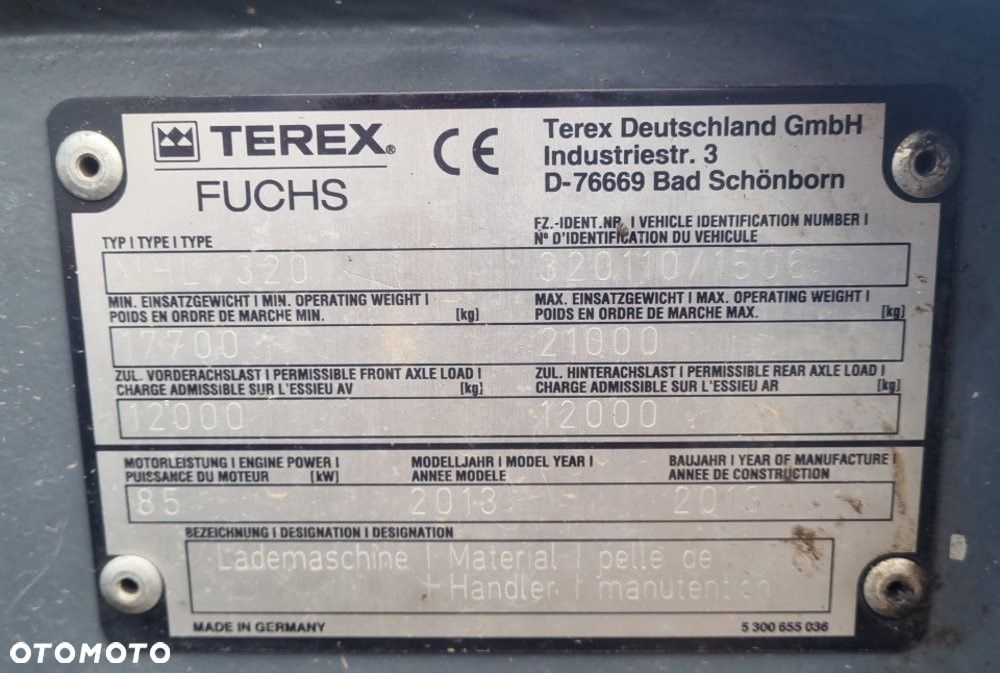 TEREX®
FUCHS
CE
Terex Deutschland GmbH
Industriestr. 3
D-76669 Bad Schönborn
TYP | TYPE | TYPE
320
FZ.-IDENT.NR. | VEHICLE IDENTIFICATION NUMBER |
N° D'IDENTIFICATION DU VEHICULE
320110/1506
MIN. EINSATZGEWICHT | MIN. OPERATING WEIGHT |
POIDS EN ORDRE DE MARCHE MIN. [kg]
17700
MAX. EINSATZGEWICHT | MAX. OPERATING WEIGHT |
POIDS EN ORDRE DE MARCHE MAX. [kg]
21000
ZUL. VORDERACHSLAST | PERMISSIBLE FRONT AXLE LOAD |
CHARGE ADMISSIBLE SUR L'ESSIEU AV [kg]
12000
ZUL. HINTERACHSLAST | PERMISSIBLE REAR AXLE LOAD |
CHARGE ADMISSIBLE SUR L'ESSIEU AR [kg]
12000
MOTORLEISTUNG | ENGINE POWER |
PUISSANCE DU MOTEUR [kW]
85
MODELLJAHR | MODEL YEAR |
ANNEE MODELE
2013
BAUJAHR | YEAR OF MANUFACTURE |
ANNEE DE CONSTRUCTION
BEZEICHNUNG | DESIGNATION | DESIGNATION
Lademaschine | Material | pelle de
Handler | manutention
MADE IN GERMANY
5 300 655 036
OTOMOTO